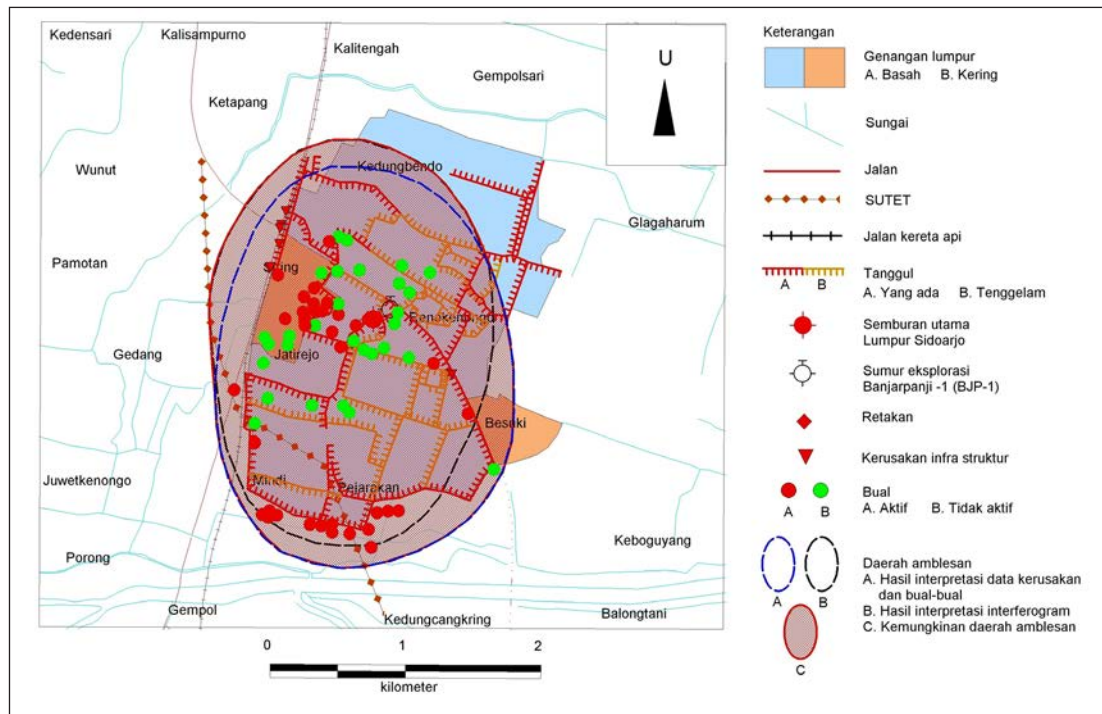 Kedensari
Kalisampurno
Kalitengah
Gempolsari
Ketapang
U
Wunut
Kedungbendo
Glagaharum
Pamotan
Siring
Renokenongo
Gedang
Jatirejo
Besuki
Juwetkenongo
Mindi
Pejarakan
Keboguyang
Porong
Gempol
Kedungcangkring
Balongtani
0 1 2
kilometer
Keterangan
Genangan lumpur
A. Basah B. Kering
Sungai
Jalan
SUTET
Jalan kereta api
Tanggul
A B
A. Yang ada B. Tenggelam
Semburan utama
Lumpur Sidoarjo
Sumur eksplorasi
Banjarpanji -1 (BJP-1)
Retakan
Kerusakan infra struktur
Bual
A B
A. Aktif B. Tidak aktif
Daerah amblesan
A. Hasil interpretasi data kerusakan
dan bual-bual
A B
B. Hasil interpretasi interferogram
C. Kemungkinan daerah amblesan
C